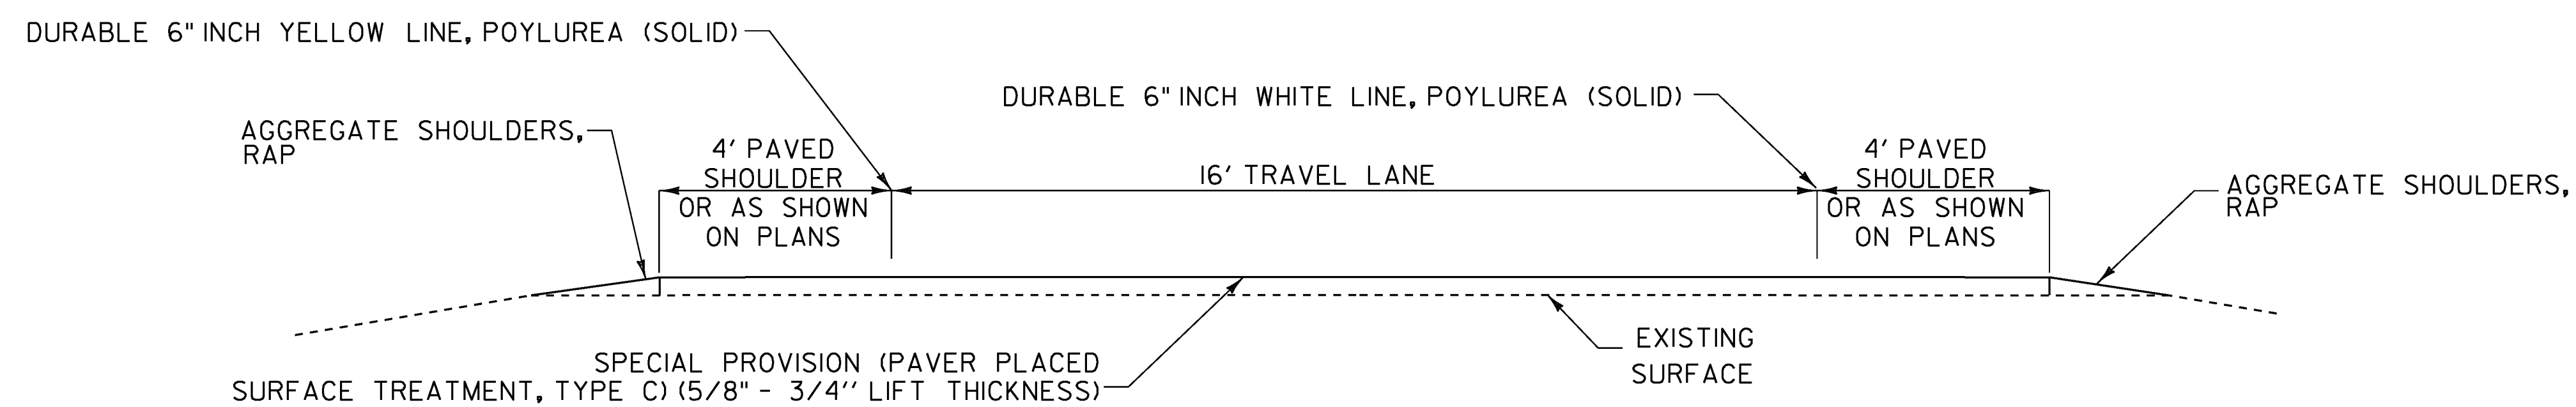 DURABLE 6" INCH YELLOW LINE, POYLUREA (SOLID)
DURABLE 6" INCH WHITE LINE, POYLUREA (SOLID)
AGGREGATE SHOULDERS,
RAP
4' PAVED
SHOULDER
OR AS SHOWN
ON PLANS
16' TRAVEL LANE
4' PAVED
SHOULDER
OR AS SHOWN
ON PLANS
AGGREGATE SHOULDERS,
RAP
SPECIAL PROVISION (PAVER PLACED
SURFACE TREATMENT, TYPE C) (5/8" - 3/4'' LIFT THICKNESS)
EXISTING
SURFACE